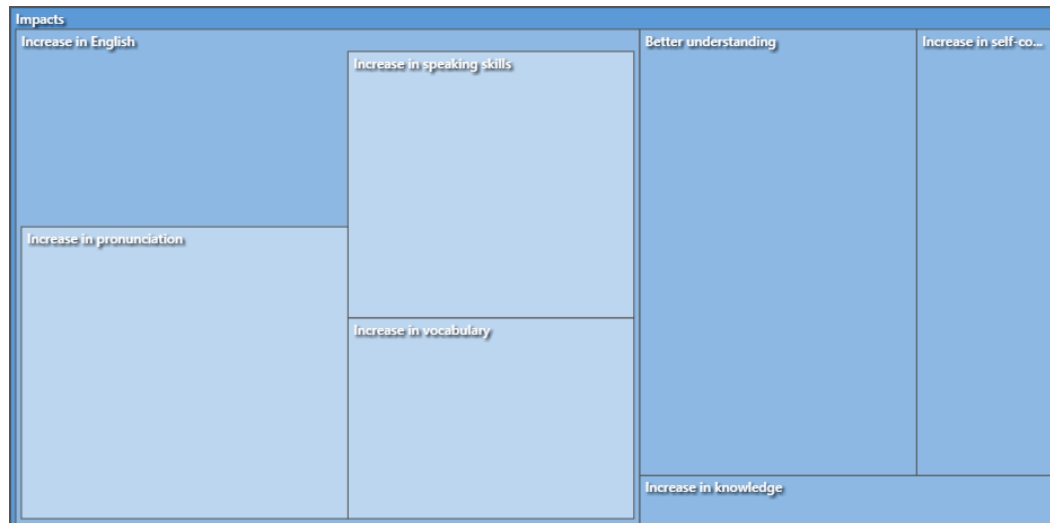 Impacts
Increase in English
Increase in speaking skills
Increase in pronunciation
Increase in vocabulary
Better understanding
Increase in self-co...
Increase in knowledge